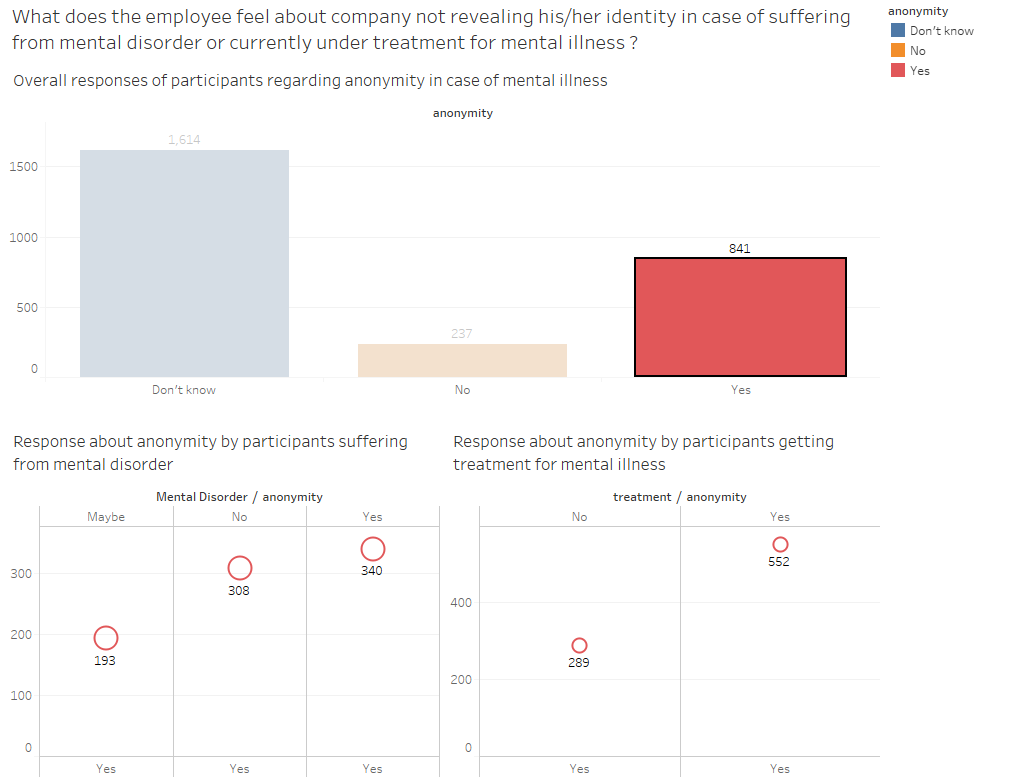 What does the employee feel about company not revealing his/her identity in case of suffering
from mental disorder or currently under treatment for mental illness ?
anonymity
Don't know
No
Yes
Overall responses of participants regarding anonymity in case of mental illness
anonymity
1,614
841
237
1500
1000
500
0
Don't know
No
Yes
Response about anonymity by participants suffering
from mental disorder
Mental Disorder / anonymity
Maybe
No
Yes
300
200
100
0
193
308
340
Yes
Yes
Yes
Response about anonymity by participants getting
treatment for mental illness
treatment / anonymity
No
Yes
400
200
0
289
552
Yes
Yes